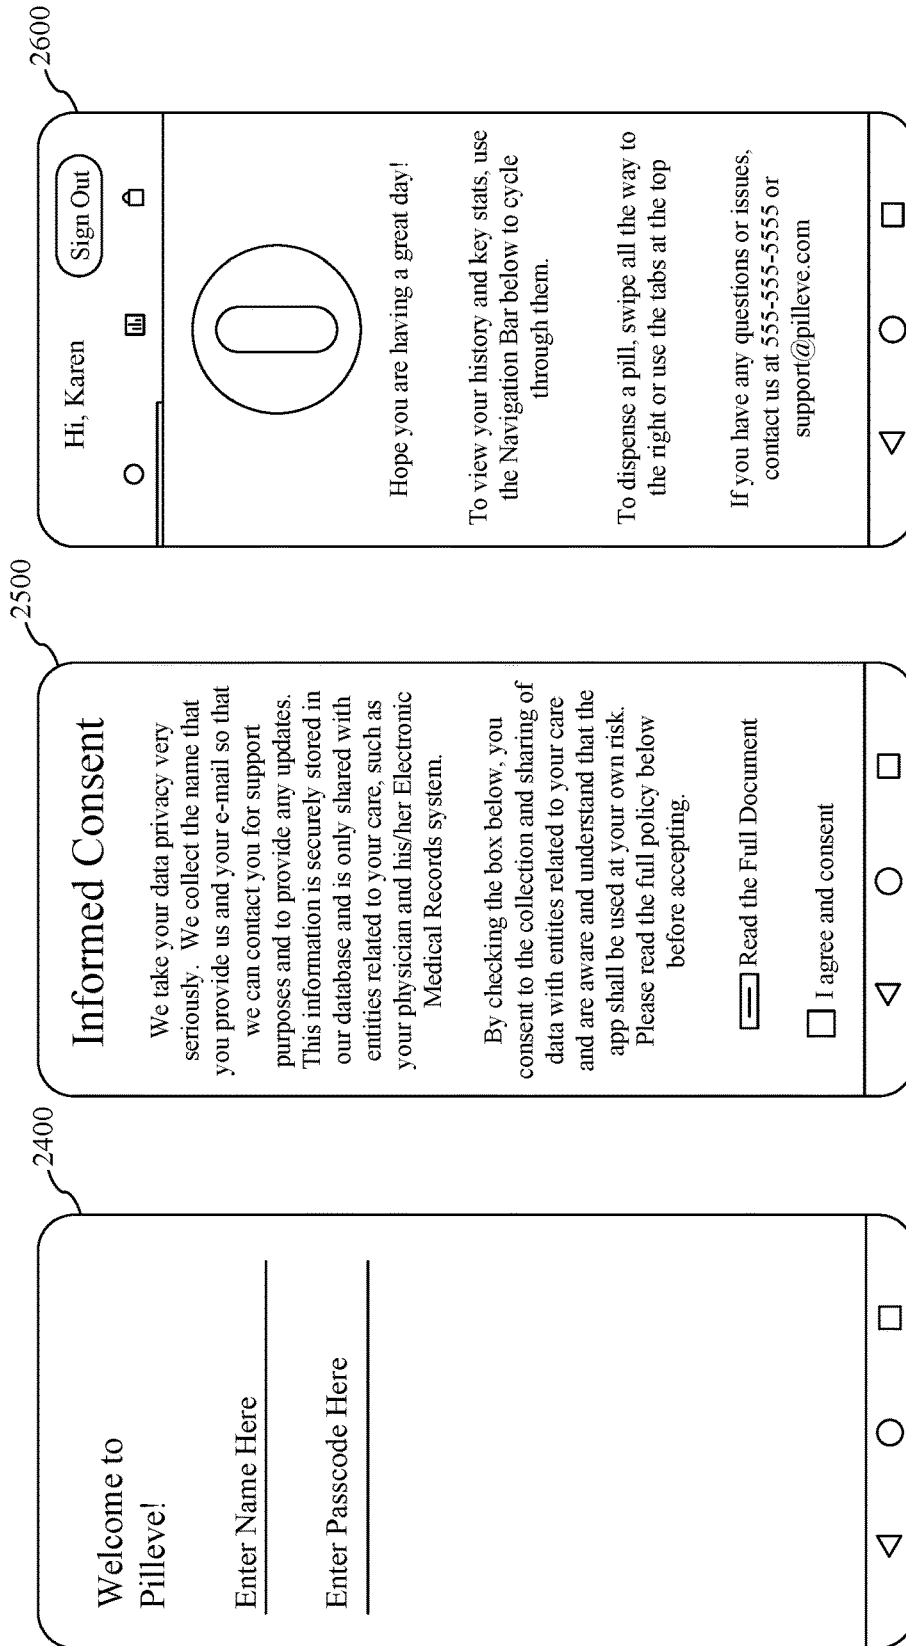 2400
Welcome to
Pilleve!
Enter Name Here
Enter Passcode Here
2500
Informed Consent
We take your data privacy very
seriously. We collect the name that
you provide us and your e-mail so that
we can contact you for support
purposes and to provide any updates.
This information is securely stored in
our database and is only shared with
entities related to your care, such as
your physician and his/her Electronic
Medical Records system.
By checking the box below, you
consent to the collection and sharing of
data with entites related to your care
and are aware and understand that the
app shall be used at your own risk.
Please read the full policy below
before accepting.
Read the Full Document
I agree and consent
2600
Hi, Karen
Sign Out
Hope you are having a great day!
To view your history and key stats, use
the Navigation Bar below to cycle
through them.
To dispense a pill, swipe all the way to
the right or use the tabs at the top
If you have any questions or issues,
contact us at 555-555-5555 or
support@pilleve.com